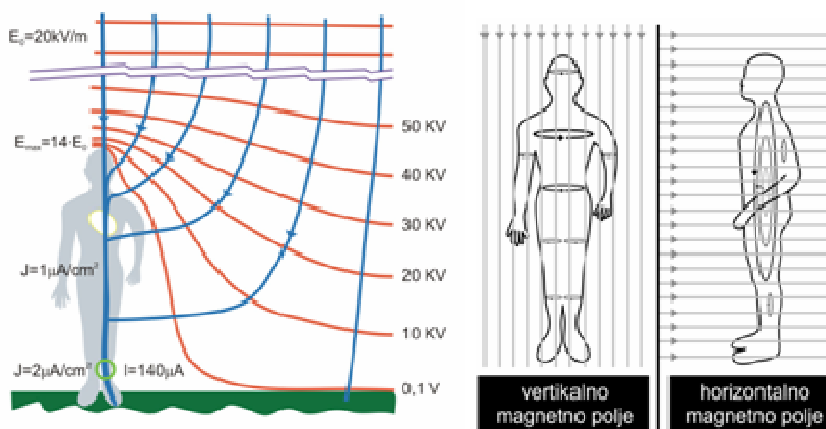 E₀=20kV/m
50 KV
Eₘₐₓ=14·E₀
40 KV
30 KV
J=1µA/cm²
20 KV
10 KV
J=2µA/cm² I=140µA
0,1 V
vertikalno
magnetno polje
horizontalno
magnetno polje